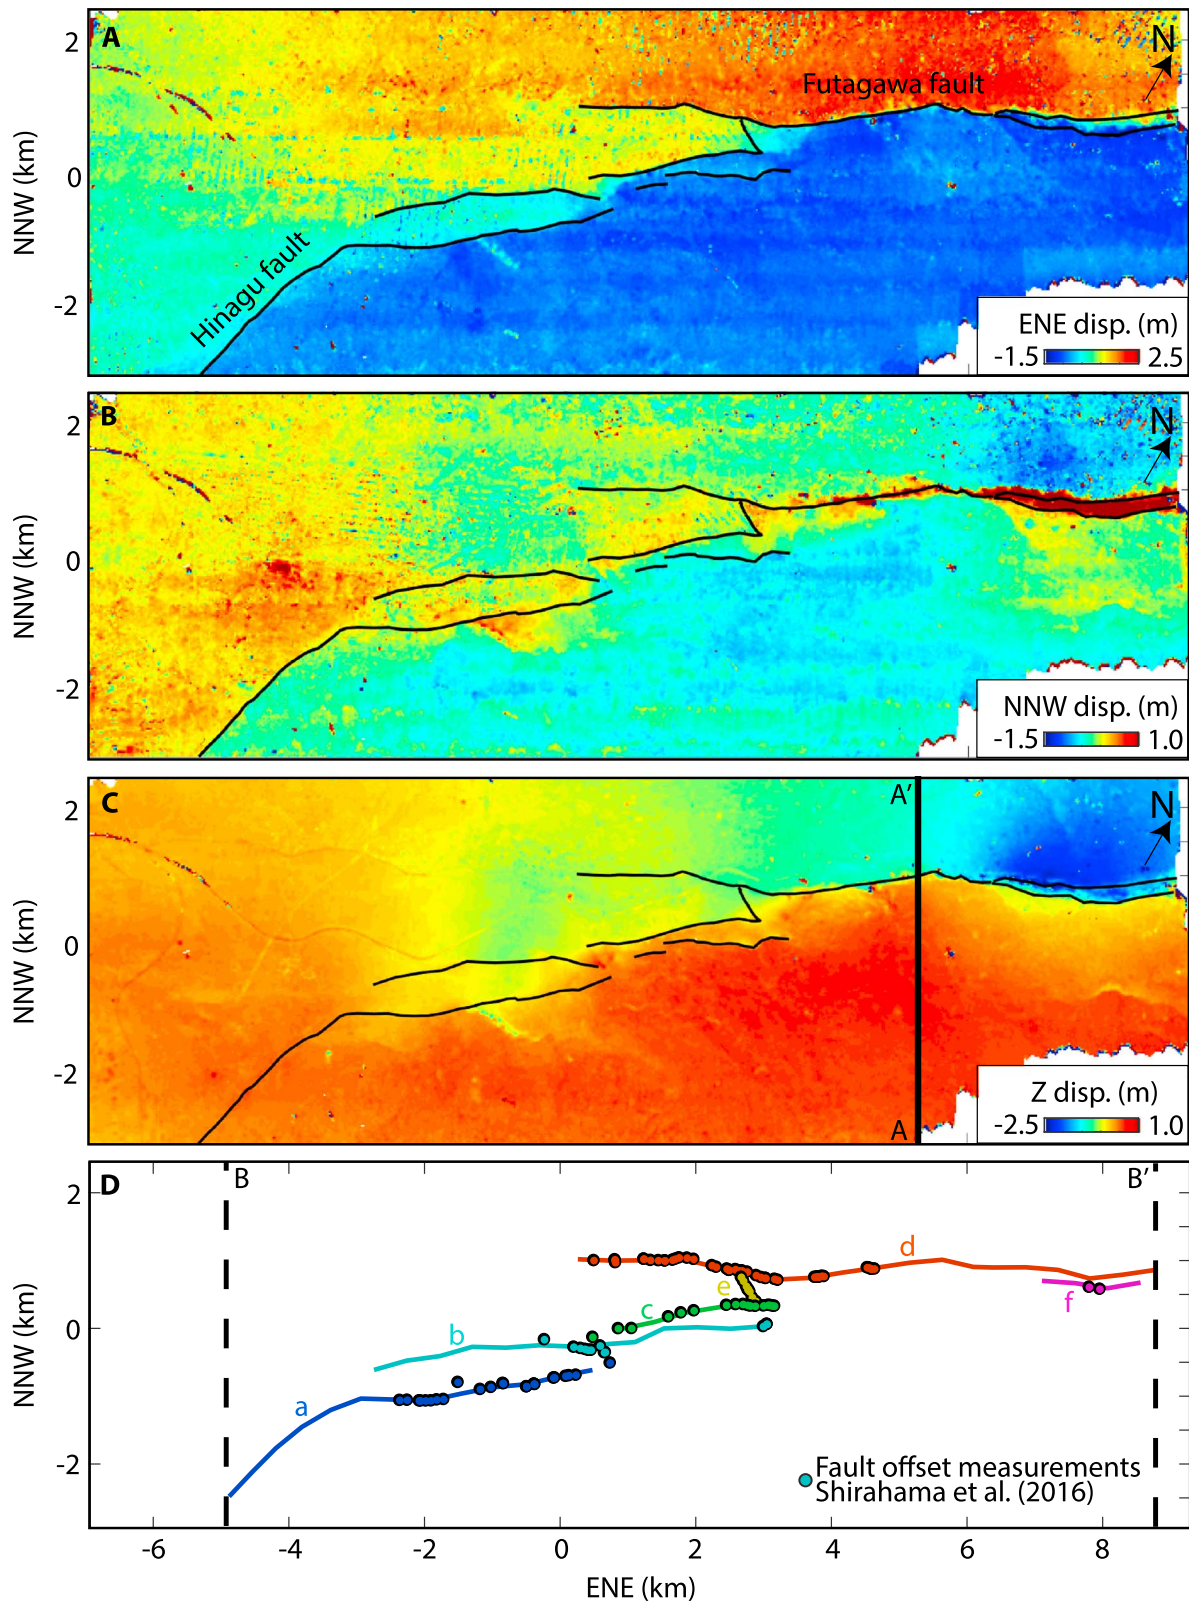 A
N
Futagawa fault
Hinagu fault
2
0
-2
NNW (km)
ENE disp. (m)
-1.5 2.5
B
N
2
0
-2
NNW (km)
NNW disp. (m)
-1.5 1.0
C
A’
N
2
0
-2
NNW (km)
A
Z disp. (m)
-2.5 1.0
D
B
B’
2
0
-2
NNW (km)
d
e
f
c
b
a
Fault offset measurements
Shirahama et al. (2016)
-6 -4 -2 0 2 4 6 8
ENE (km)